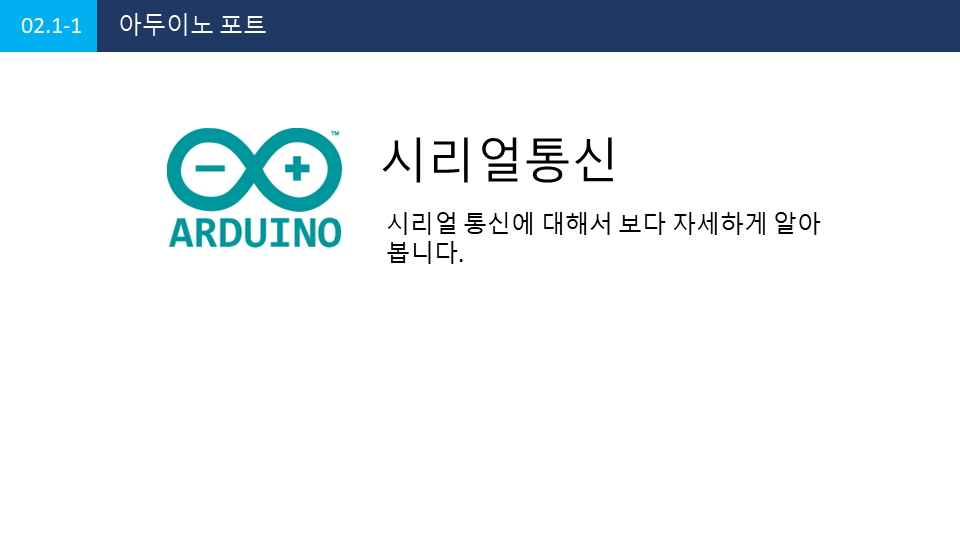 02.1-1 아두이노 포트
시리얼통신
시리얼 통신에 대해서 보다 자세하게 알아
봅니다.
ARDUINO
TM